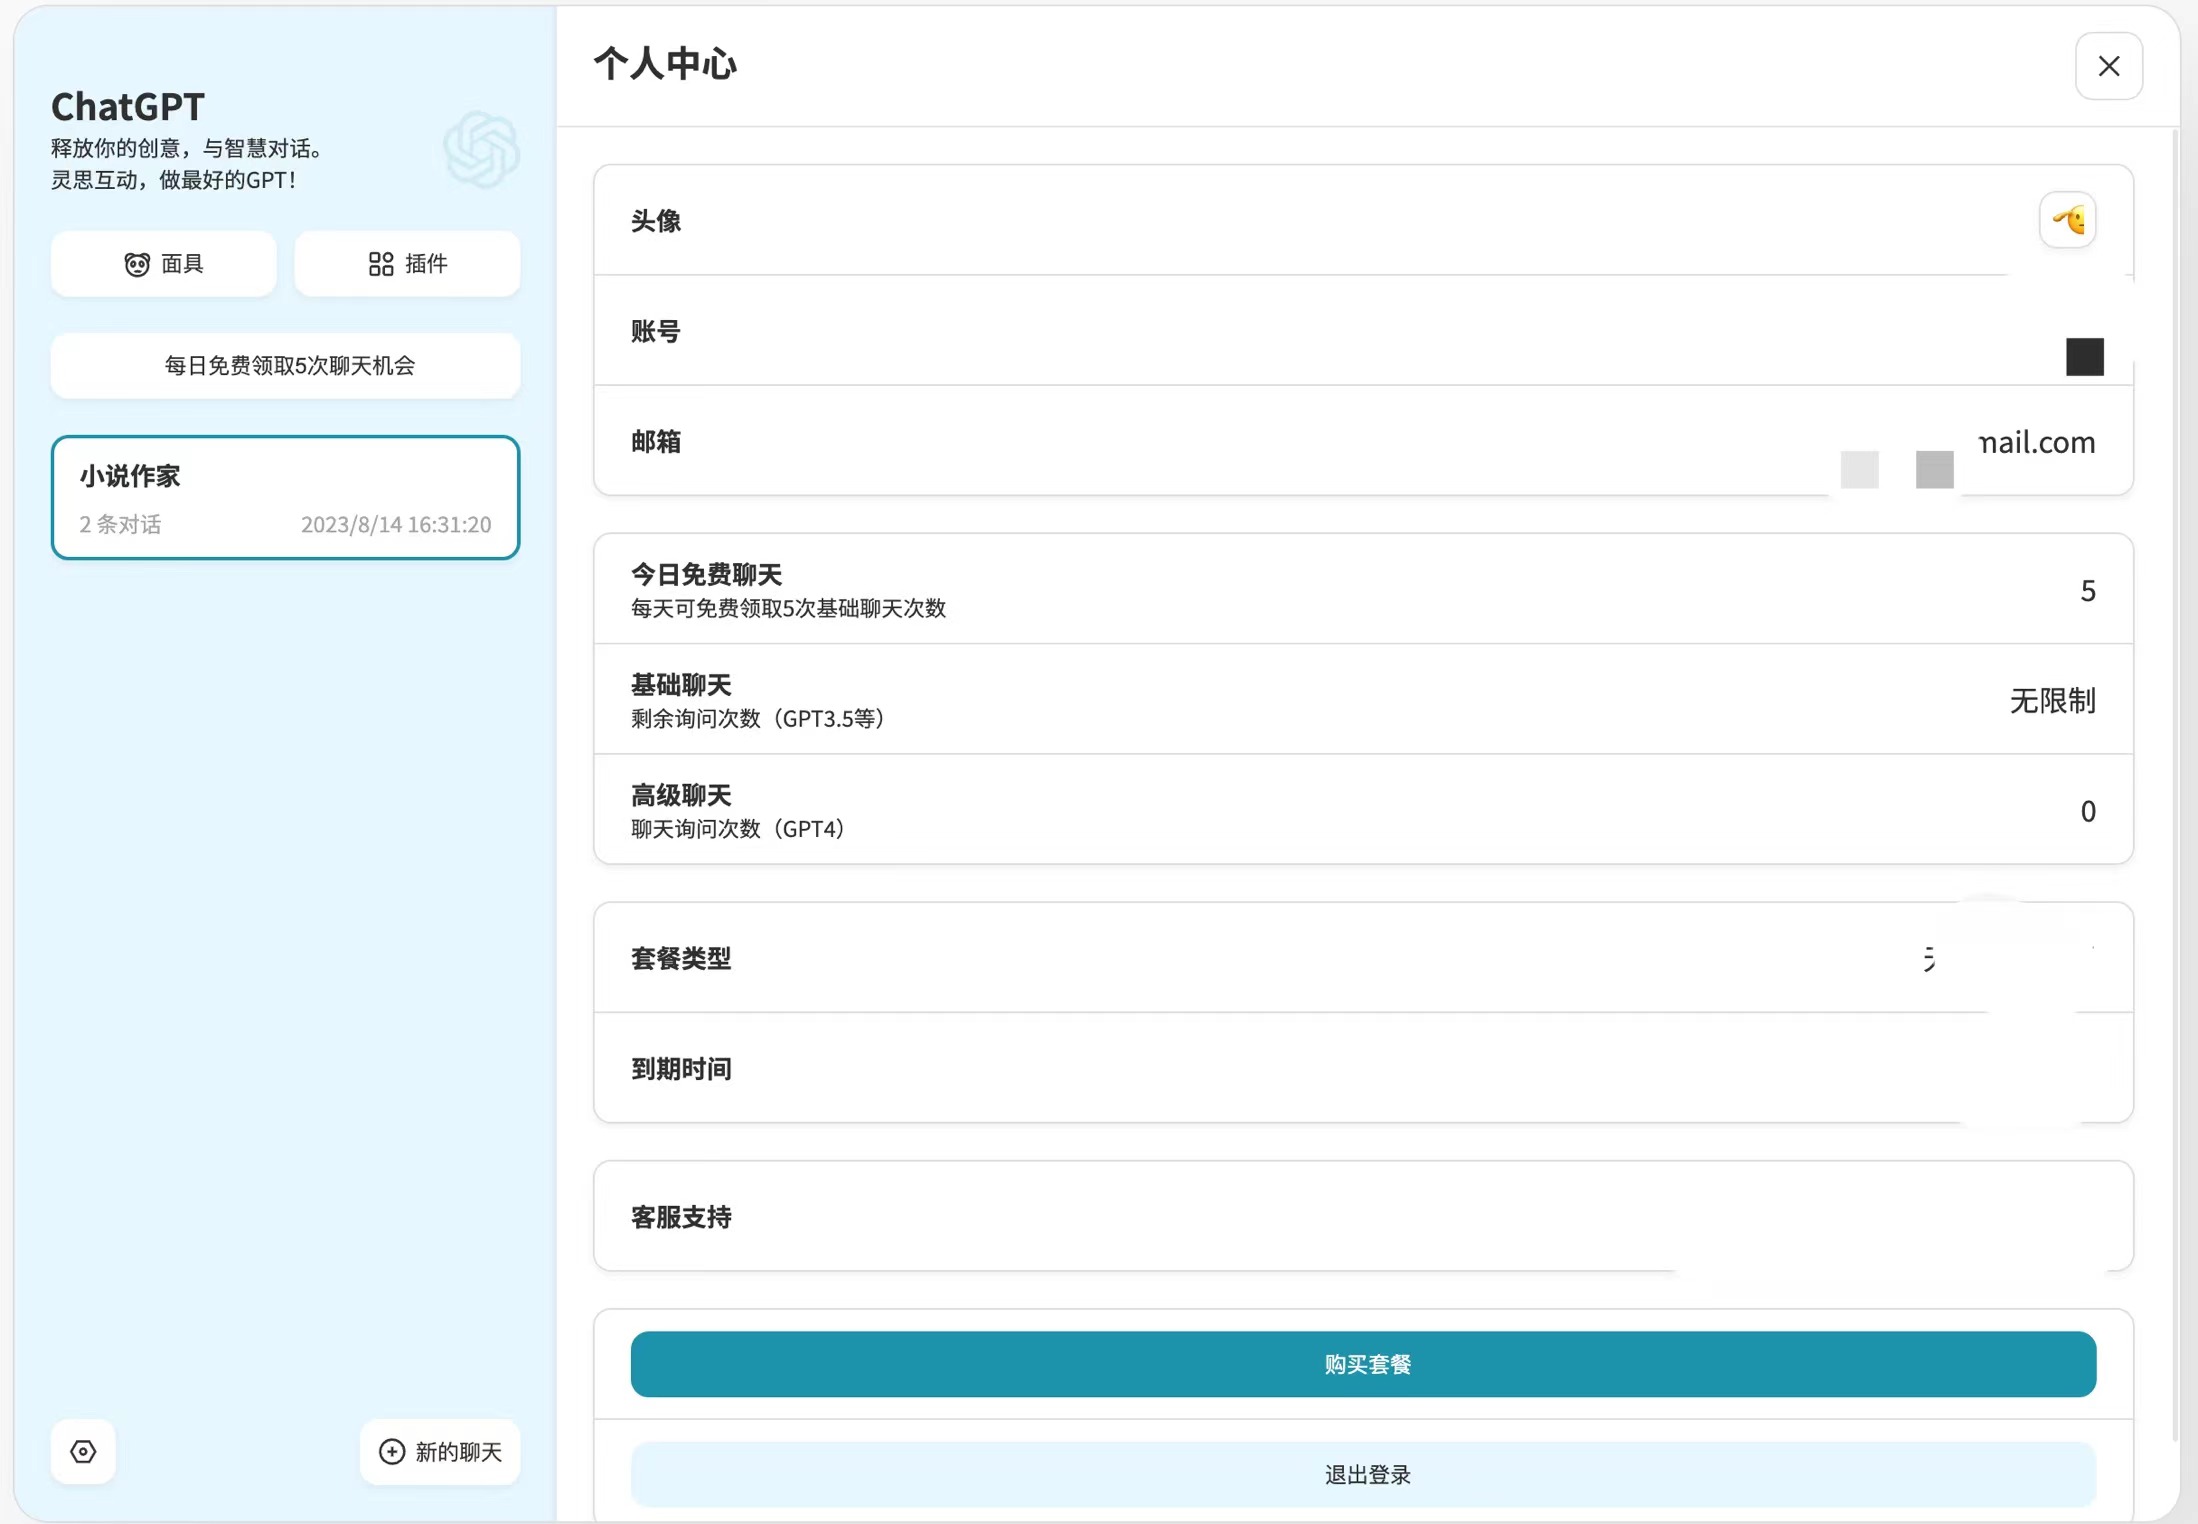 ChatGPT
释放你的创意，与智慧对话。
灵思互动，做最好的GPT！
面具
插件
每日免费领取5次聊天机会
小说作家
2 条对话
2023/8/14 16:31:20
新的聊天
个人中心
头像
账号
邮箱
mail.com
今日免费聊天
每天可免费领取5次基础聊天次数
5
基础聊天
剩余询问次数（GPT3.5等）
无限制
高级聊天
聊天询问次数（GPT4）
0
套餐类型
到期时间
客服支持
购买套餐
退出登录